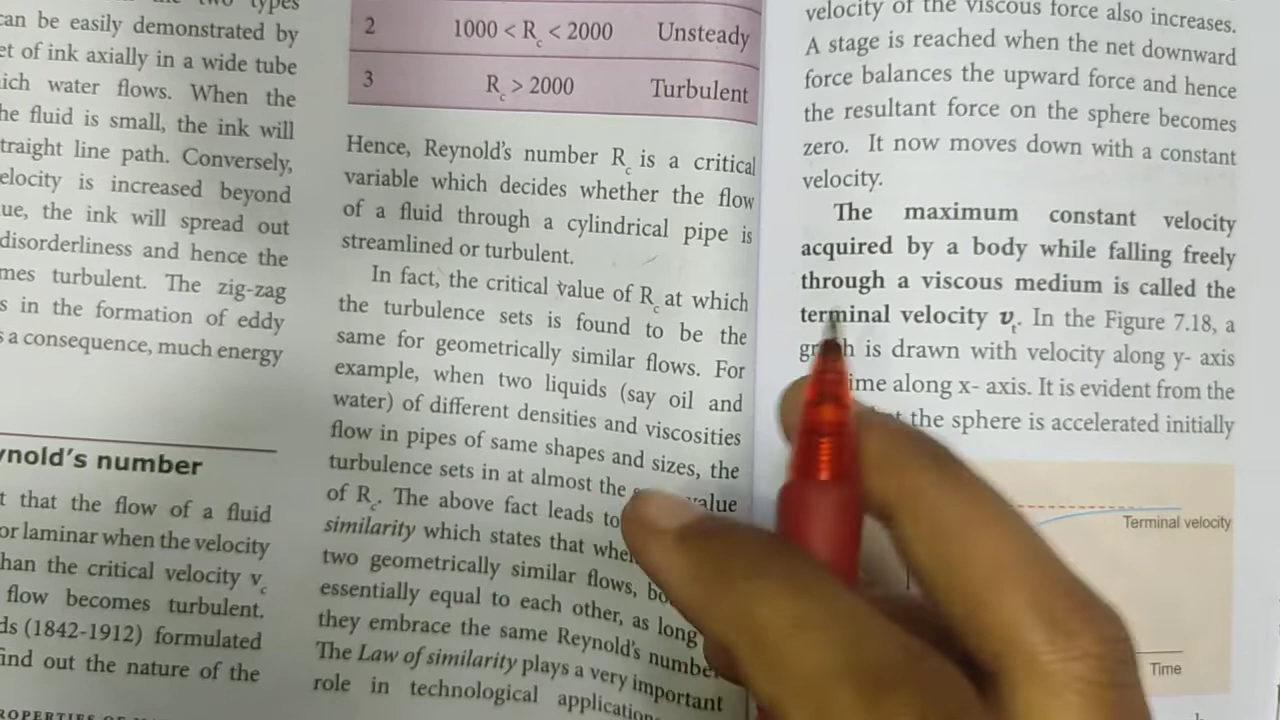 types
can be easily demonstrated by
et of ink axially in a wide tube
ich water flows. When the
he fluid is small, the ink will
traight line path. Conversely,
elocity is increased beyond
ue, the ink will spread out
disorderliness and hence the
mes turbulent. The zig-zag
s in the formation of eddy
s a consequence, much energy
ynold's number
t that the flow of a fluid
or laminar when the velocity
han the critical velocity vc
flow becomes turbulent.
ds (1842-1912) formulated
find out the nature of the
2 1000 < Rc < 2000 Unsteady
3 Rc > 2000 Turbulent
Hence, Reynold's number Rc is a critical
variable which decides whether the flow
of a fluid through a cylindrical pipe is
streamlined or turbulent.
In fact, the critical value of Rc at which
the turbulence sets is found to be the
same for geometrically similar flows. For
example, when two liquids (say oil and
water) of different densities and viscosities
flow in pipes of same shapes and sizes, the
turbulence sets in at almost the value
of Rc. The above fact leads to
similarity which states that
two geometrically similar flows,
essentially equal to each other, as long
they embrace the same Reynold's number
The Law of similarity plays a very important
role in technological application
velocity of the viscous force also increases.
A stage is reached when the net downward
force balances the upward force and hence
the resultant force on the sphere becomes
zero. It now moves down with a constant
velocity.
The maximum constant velocity
acquired by a body while falling freely
through a viscous medium is called the
terminal velocity vt. In the Figure 7.18, a
is drawn with velocity along y- axis
ime along x- axis. It is evident from the
the sphere is accelerated initially
Terminal velocity
Time